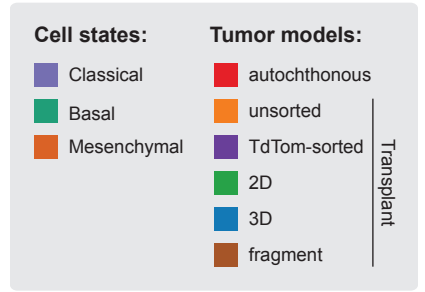 Cell states:
Classical
Basal
Mesenchymal
Tumor models:
autochthonous
unsorted
TdTom-sorted
2D
3D
fragment
Transplant